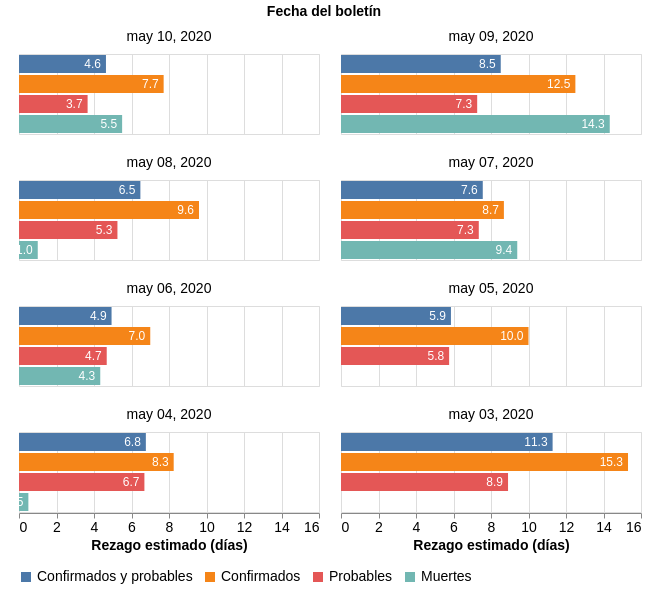 Fecha del boletín
may 10, 2020
4.6
7.7
3.7
5.5
may 09, 2020
8.5
12.5
7.3
14.3
may 08, 2020
6.5
9.6
5.3
1.0
may 07, 2020
7.6
8.7
7.3
9.4
may 06, 2020
4.9
7.0
4.7
4.3
may 05, 2020
5.9
10.0
5.8
may 04, 2020
6.8
8.3
6.7
may 03, 2020
11.3
15.3
8.9
0 2 4 6 8 10 12 14 16
Rezago estimado (días)
0 2 4 6 8 10 12 14 16
Rezago estimado (días)
Confirmados y probables Confirmados Probables Muertes